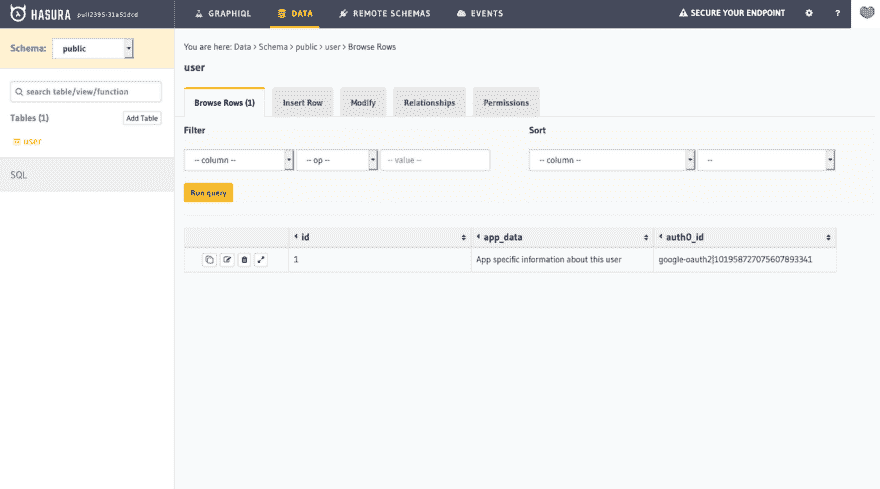 HASURA pull2395-31a51dcd
GRAPHIQL
DATA
REMOTE SCHEMAS
EVENTS
SECURE YOUR ENDPOINT
?
Schema: public
search table/view/function
Tables (1) Add Table
user
SQL
You are here: Data > Schema > public > user > Browse Rows
user
Browse Rows (1) Insert Row Modify Relationships Permissions
Filter Sort
-- column -- -- op -- -- value -- -- column -- --
Run query
id app_data auth0_id
1 App specific information about this user google-oauth2|101958727075607893341